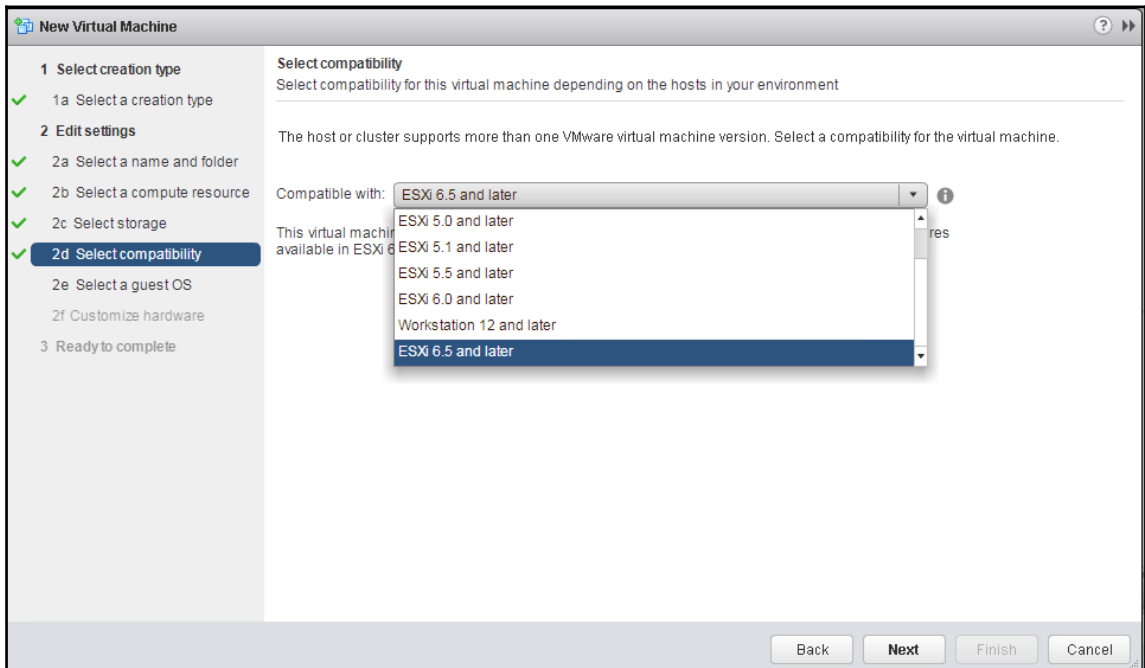 New Virtual Machine
1 Select creation type
1a Select a creation type
2 Edit settings
2a Select a name and folder
2b Select a compute resource
2c Select storage
2d Select compatibility
2e Select a guest OS
2f Customize hardware
3 Ready to complete
Select compatibility
Select compatibility for this virtual machine depending on the hosts in your environment
The host or cluster supports more than one VMware virtual machine version. Select a compatibility for the virtual machine.
Compatible with: ESXi 6.5 and later
ESXi 5.0 and later
This virtual machin
res
available in ESXi 6
ESXi 5.1 and later
ESXi 5.5 and later
ESXi 6.0 and later
Workstation 12 and later
ESXi 6.5 and later
Back Next Finish Cancel